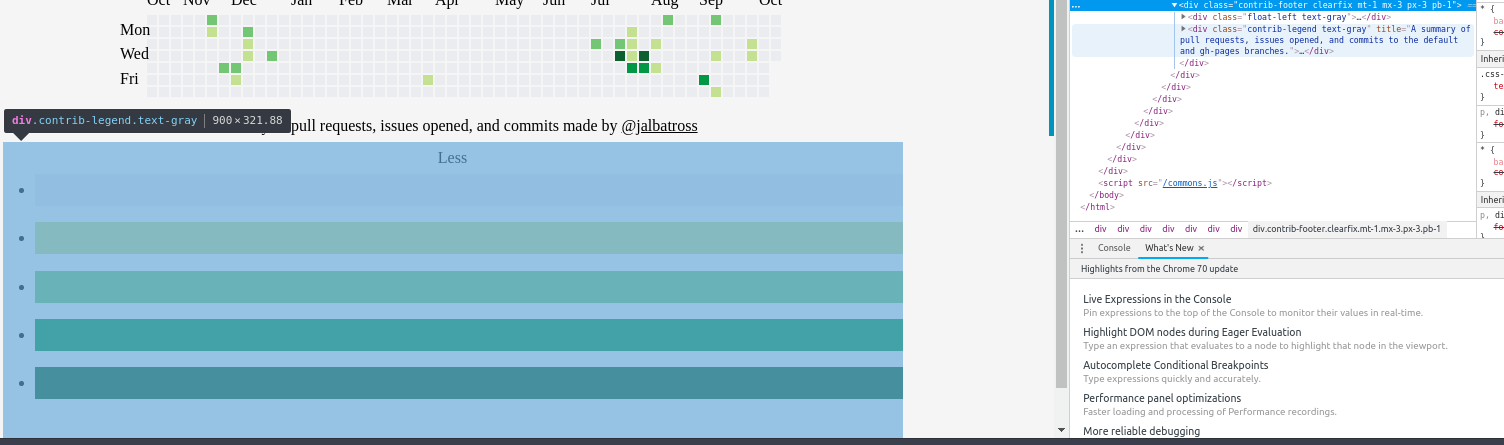 Oct Nov Dec Jan Feb Mar Apr May Jun Jul Aug Sep Oct
Mon
Wed
Fri
div.contrib-legend.text-gray 900×321.88
pull requests, issues opened, and commits made by @jalbatross
Less
<div class="contrib-footer clearfix mt-1 mx-3 px-3 pb-1"> ==
<div class="float-left text-gray">…</div>
<div class="contrib-legend text-gray" title="A summary of
pull requests, issues opened, and commits to the default
and gh-pages branches.">…</div>
</div>
</div>
</div>
</div>
</div>
</div>
</div>
</div>
</div>
</div>
<script src="/commons.js"></script>
</body>
</html>
... div div div div div div div div.contrib-footer.clearfix.mt-1.mx-3.px-3.pb-1
* {
ba
co
}
Inheri
.css-
te
}
p, di
fo
}
* {
ba
co
}
Inheri
p, di
fo
Console What's New ×
Highlights from the Chrome 70 update
Live Expressions in the Console
Pin expressions to the top of the Console to monitor their values in real-time.
Highlight DOM nodes during Eager Evaluation
Type an expression that evaluates to a node to highlight that node in the viewport.
Autocomplete Conditional Breakpoints
Type expressions quickly and accurately.
Performance panel optimizations
Faster loading and processing of Performance recordings.
More reliable debugging